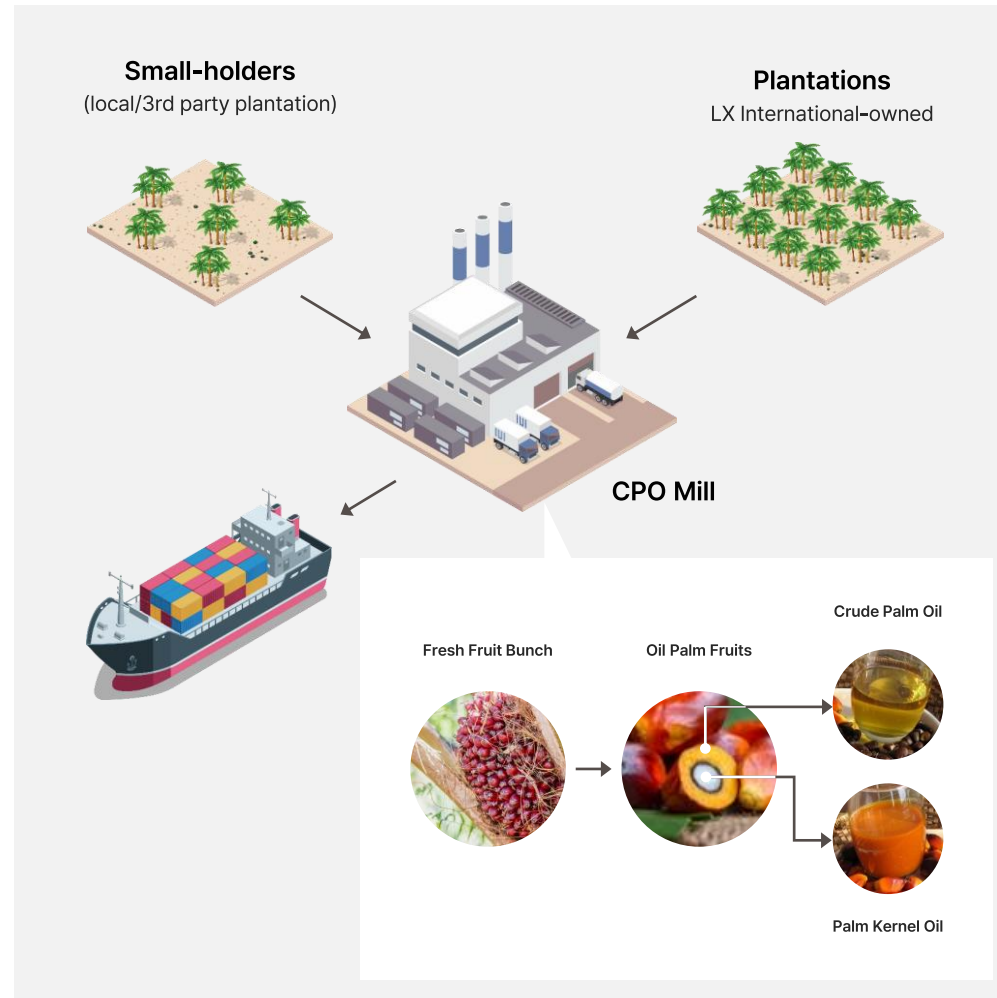 Small-holders
(local/3rd party plantation)
Plantations
LX International-owned
CPO Mill
Crude Palm Oil
Fresh Fruit Bunch
Oil Palm Fruits
Palm Kernel Oil